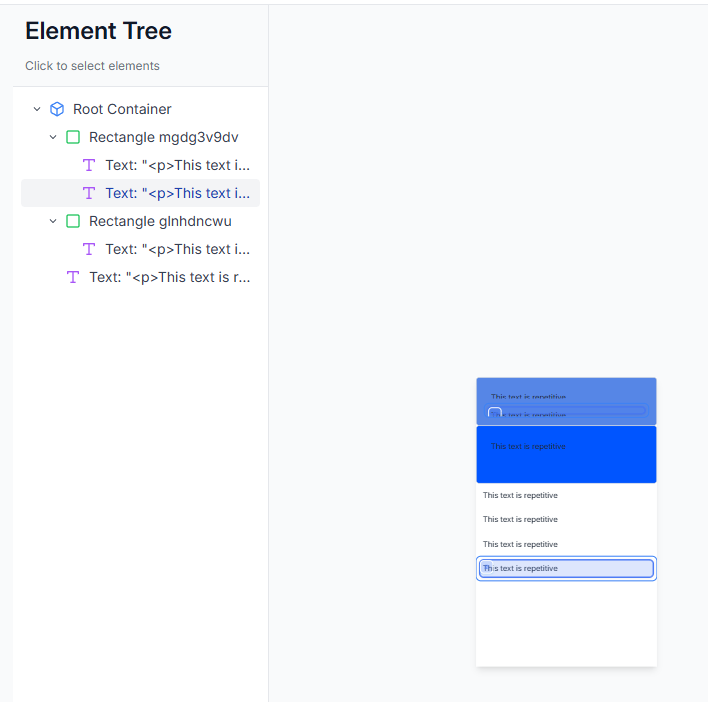 Element Tree
Click to select elements
Root Container
Rectangle mgdg3v9dv
Text: "<p>This text i...
Text: "<p>This text i...
Rectangle glnhdncwu
Text: "<p>This text i...
Text: "<p>This text is r...
This text is repetitive
This text is repetitive
This text is repetitive
This text is repetitive
This text is repetitive
This text is repetitive
This text is repetitive